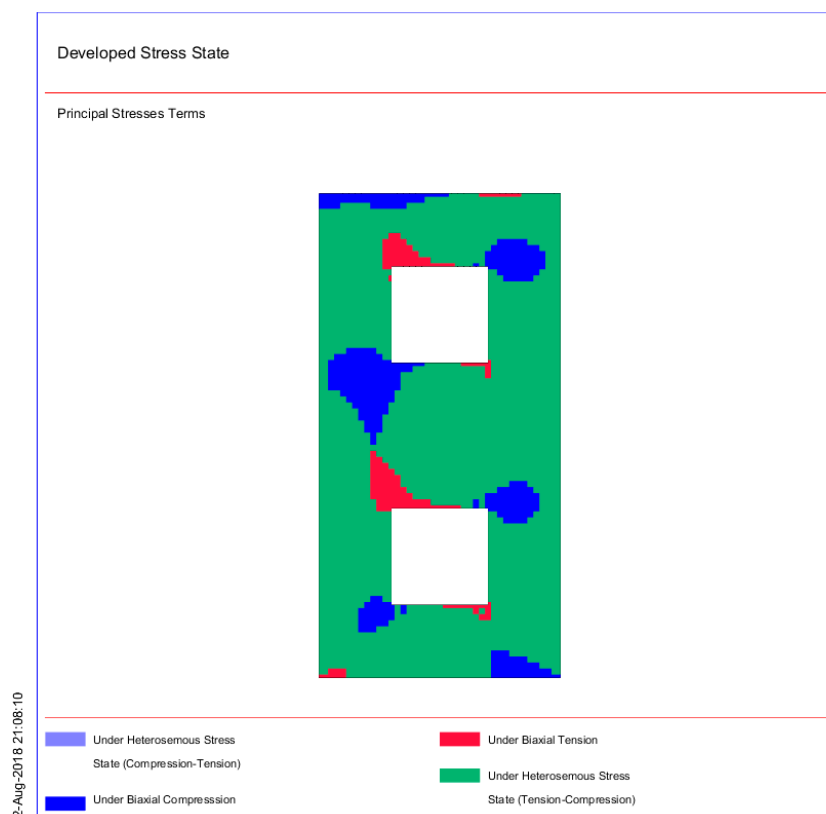 Developed Stress State
Principal Stresses Terms
2-Aug-2018 21:08:10
Under Heterosemous Stress
State (Compression-Tension)
Under Biaxial Compresssion
Under Biaxial Tension
Under Heterosemous Stress
State (Tension-Compression)